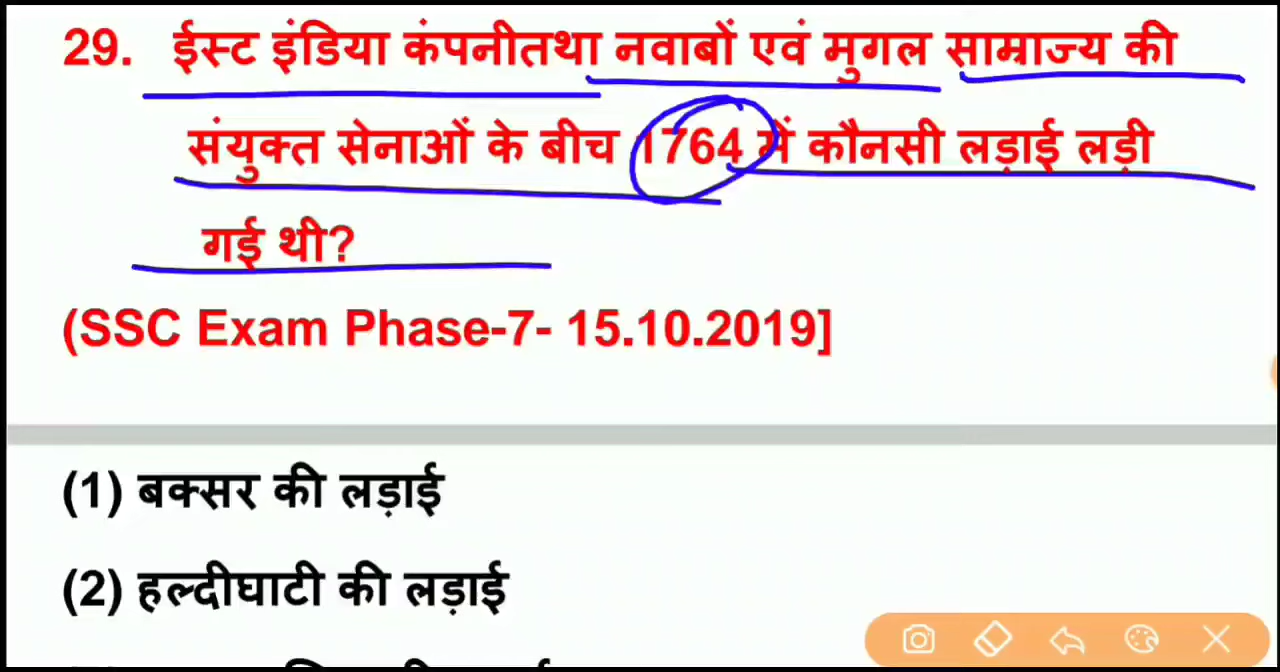 29. ईस्ट इंडिया कंपनीतथा नवाबों एवं मुगल साम्राज्य की
संयुक्त सेनाओं के बीच 1764 में कौनसी लड़ाई लड़ी
गई थी?
(SSC Exam Phase-7- 15.10.2019]
(1) बक्सर की लड़ाई
(2) हल्दीघाटी की लड़ाई